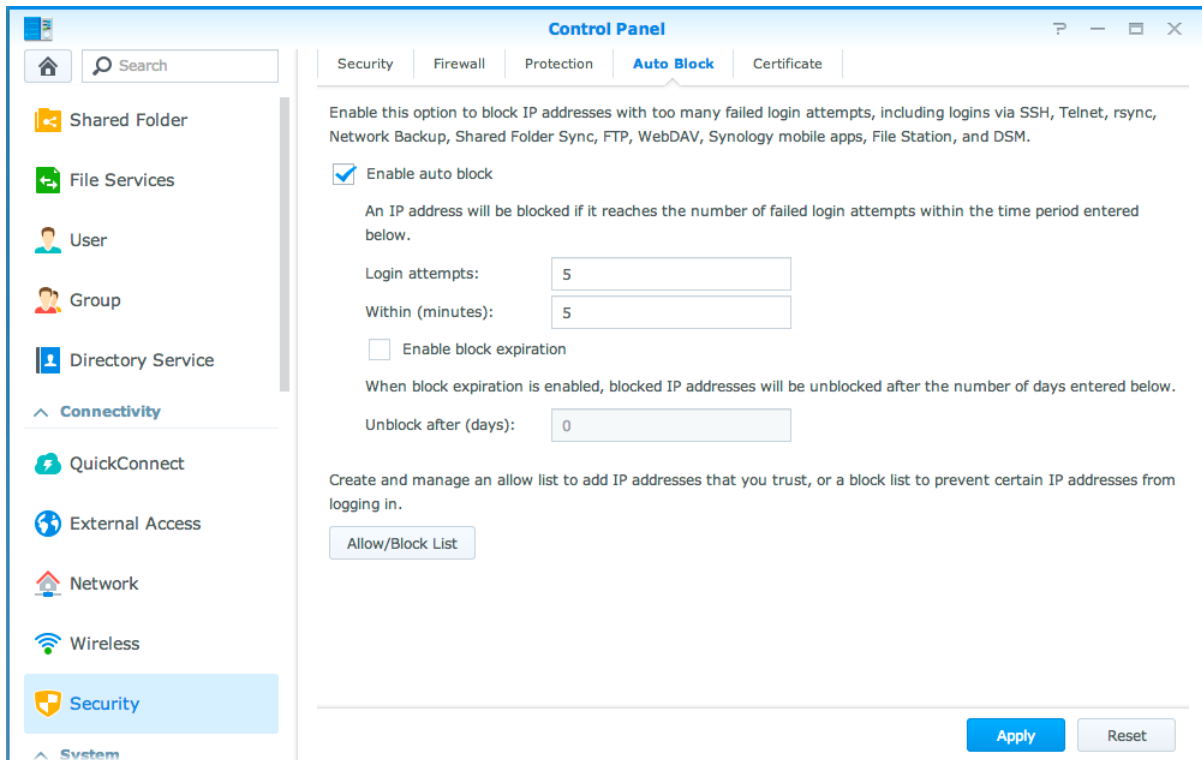 Control Panel
Search
Shared Folder
File Services
User
Group
Directory Service
Connectivity
QuickConnect
External Access
Network
Wireless
Security
System
Security
Firewall
Protection
Auto Block
Certificate
Enable this option to block IP addresses with too many failed login attempts, including logins via SSH, Telnet, rsync,
Network Backup, Shared Folder Sync, FTP, WebDAV, Synology mobile apps, File Station, and DSM.
Enable auto block
An IP address will be blocked if it reaches the number of failed login attempts within the time period entered
below.
Login attempts: 5
Within (minutes): 5
Enable block expiration
When block expiration is enabled, blocked IP addresses will be unblocked after the number of days entered below.
Unblock after (days): 0
Create and manage an allow list to add IP addresses that you trust, or a block list to prevent certain IP addresses from
logging in.
Allow/Block List
Apply
Reset